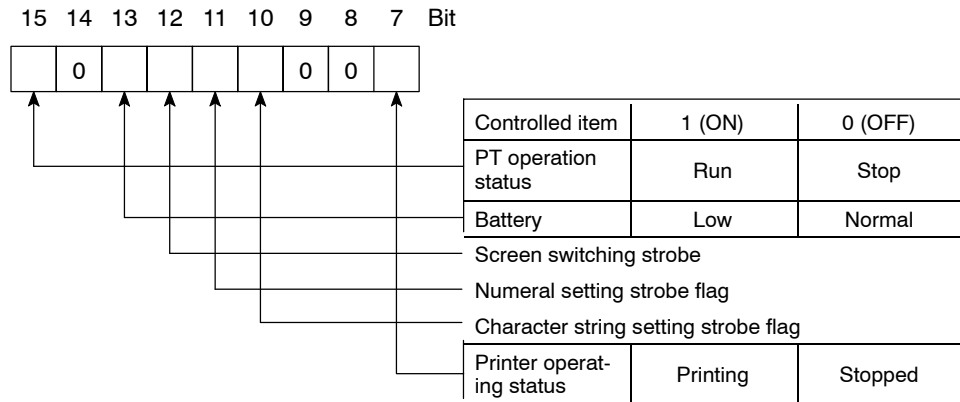 15 14 13 12 11 10 9 8 7 Bit
0 0 0
Controlled item 1 (ON) 0 (OFF)
PT operation
status Run Stop
Battery Low Normal
Screen switching strobe
Numeral setting strobe flag
Character string setting strobe flag
Printer operat-
ing status Printing Stopped